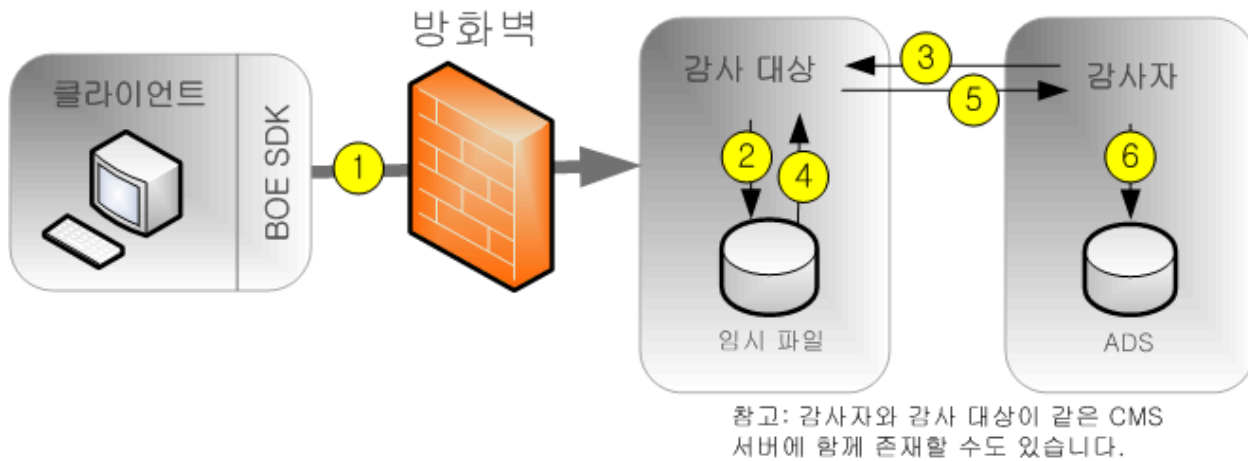 방화벽
클라이언트
BOE SDK
1
감사 대상
3
5
감사자
2
4
6
임시 파일
ADS
참고: 감사자와 감사 대상이 같은 CMS
서버에 함께 존재할 수도 있습니다.